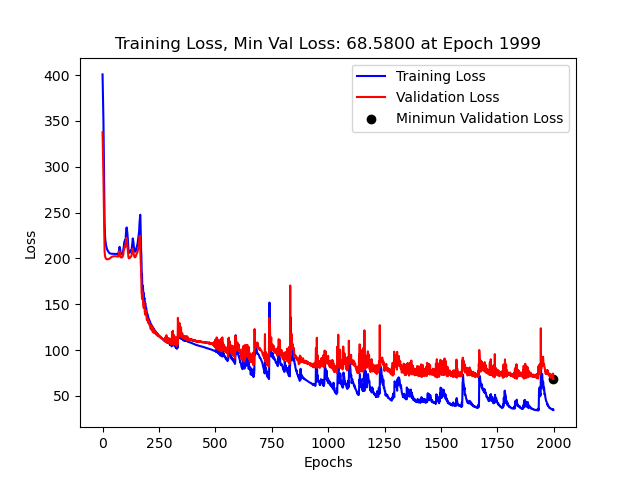 Training Loss, Min Val Loss: 68.5800 at Epoch 1999
Training Loss
Validation Loss
Minimun Validation Loss
Loss
400
350
300
250
200
150
100
50
0 250 500 750 1000 1250 1500 1750 2000
Epochs